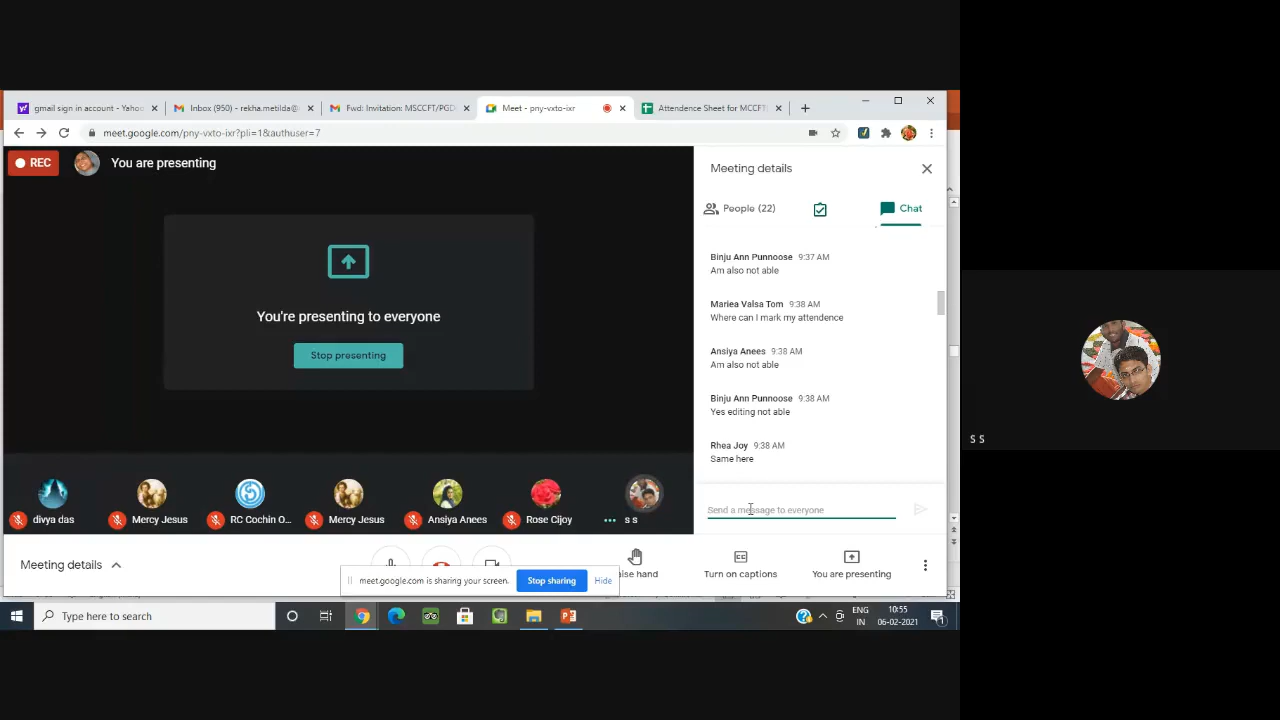 gmail sign in account - Yahoo
Inbox (950) - rekha.metilda@
Fwd: Invitation: MSCCFT/PGD
Meet - pny-vxto-ixr
Attendence Sheet for MCCFT:
meet.google.com/pny-vxto-ixr?pli=1&authuser=7
REC
You are presenting
Meeting details
People (22)
Chat
Binju Ann Punnoose 9:37 AM
Am also not able
Mariea Valsa Tom 9:38 AM
Where can I mark my attendence
Ansiya Anees 9:38 AM
Am also not able
Binju Ann Punnoose 9:38 AM
Yes editing not able
Rhea Joy 9:38 AM
Same here
You're presenting to everyone
Stop presenting
Send a message to everyone
divya das
Mercy Jesus
RC Cochin O...
Mercy Jesus
Ansiya Anees
Rose Cijoy
s s
S S
Meeting details
meet.google.com is sharing your screen.
Stop sharing
Hide
aise hand
Turn on captions
You are presenting
Type here to search
ENG
IN
10:55
06-02-2021
1